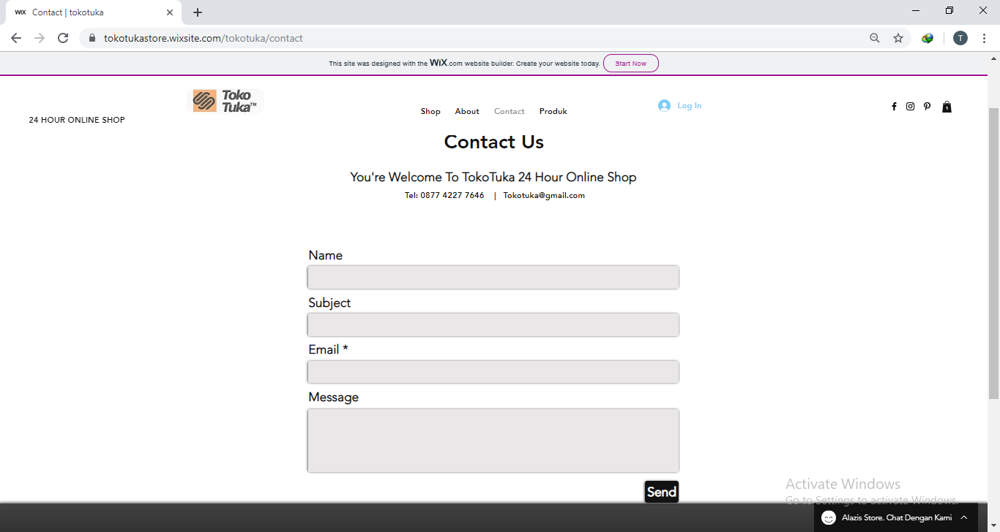 WiX Contact | tokotuka
tokotukastore.wixsite.com/tokotuka/contact
T
This site was designed with the WiX.com website builder. Create your website today. Start Now
Toko
Tuka™
24 HOUR ONLINE SHOP
Shop About Contact Produk
Log In
1
Contact Us
You're Welcome To TokoTuka 24 Hour Online Shop
Tel: 0877 4227 7646 | Tokotuka@gmail.com
Name
Subject
Email *
Message
Send
Activate Windows
Go to Settings to activate Windows.
Alazis Store. Chat Dengan Kami